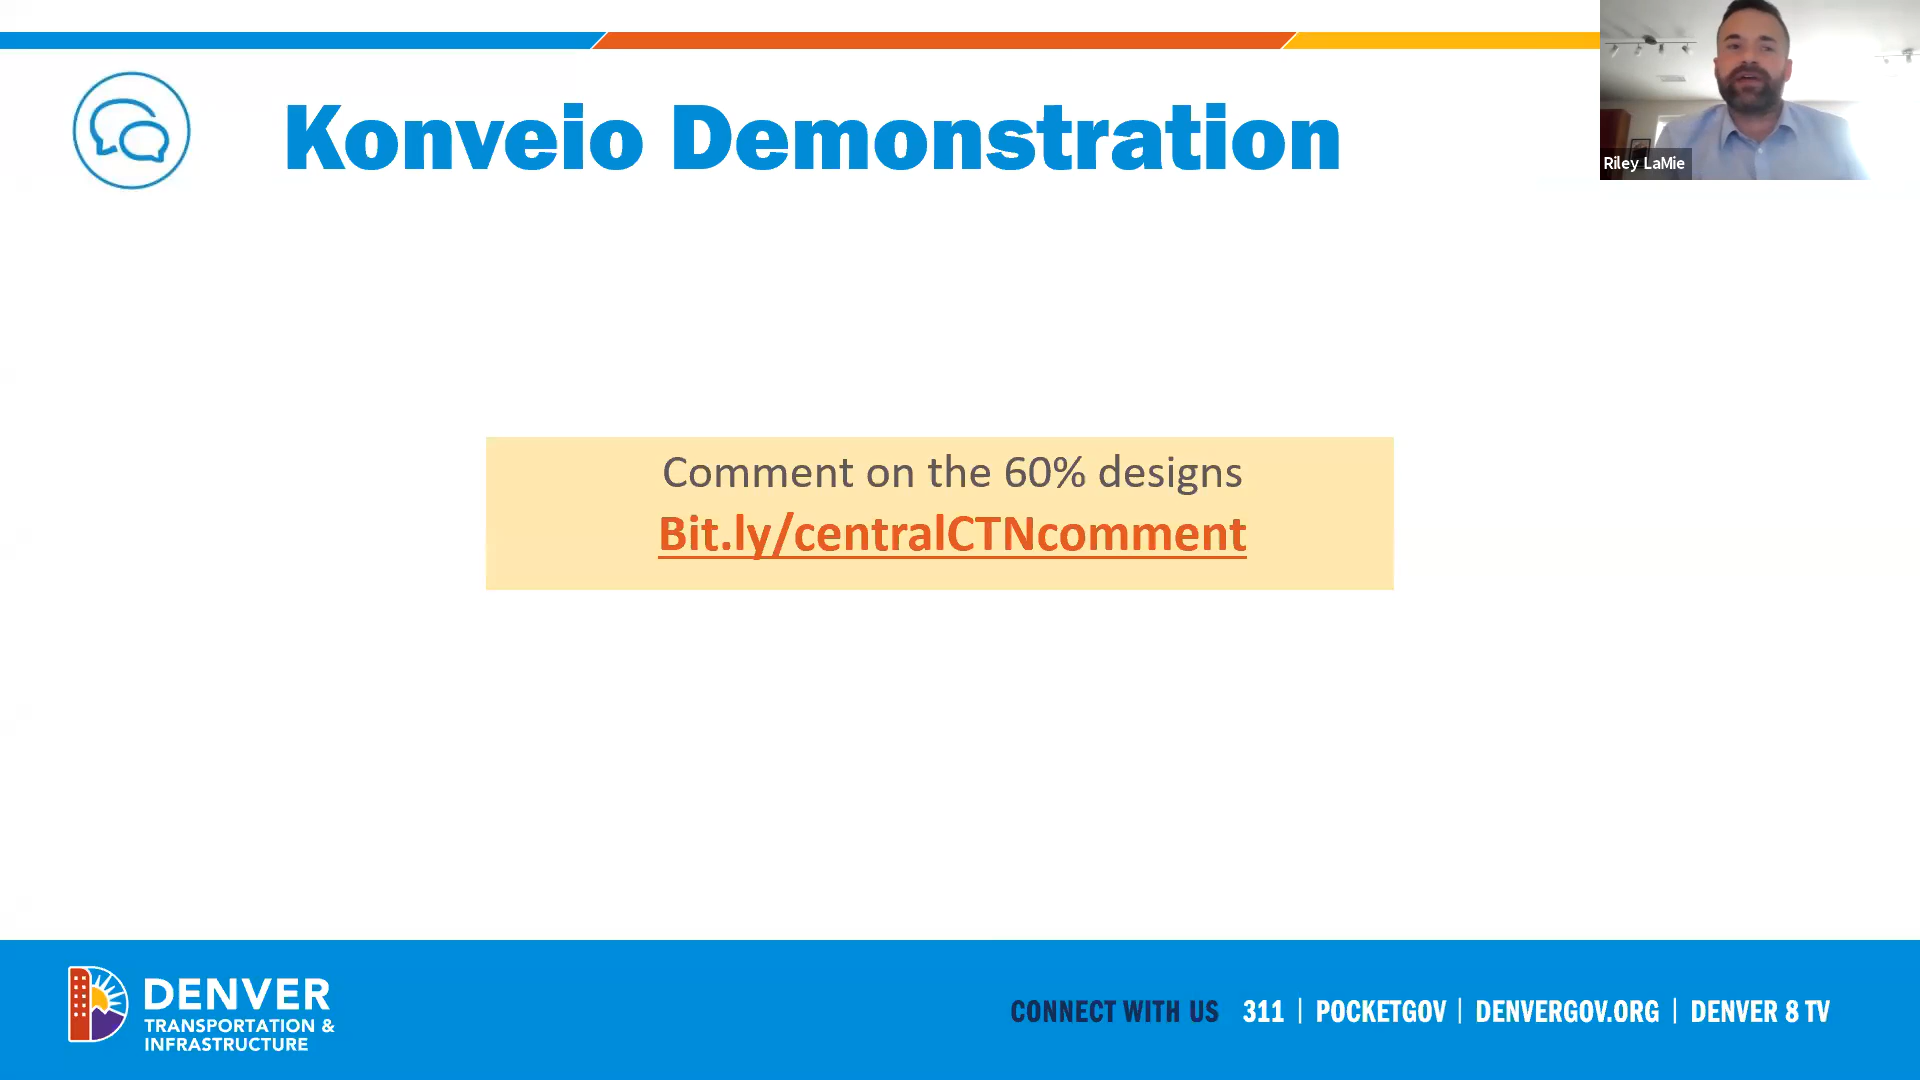 Konveio Demonstration
Riley LaMie
Comment on the 60% designs
Bit.ly/centralCTNcomment
DENVER
TRANSPORTATION &
INFRASTRUCTURE
CONNECT WITH US 311 | POCKETGOV | DENVERGOV.ORG | DENVER 8 TV